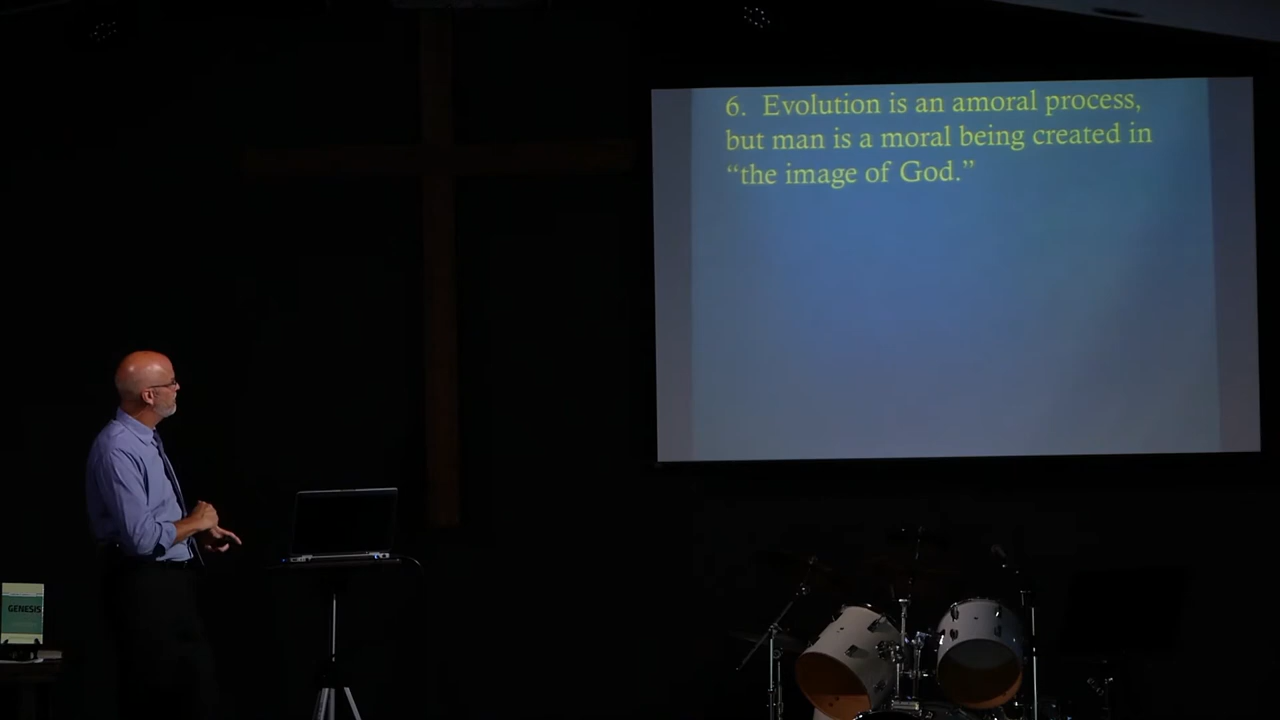 6. Evolution is an amoral process,
but man is a moral being created in
“the image of God.”
GENESIS